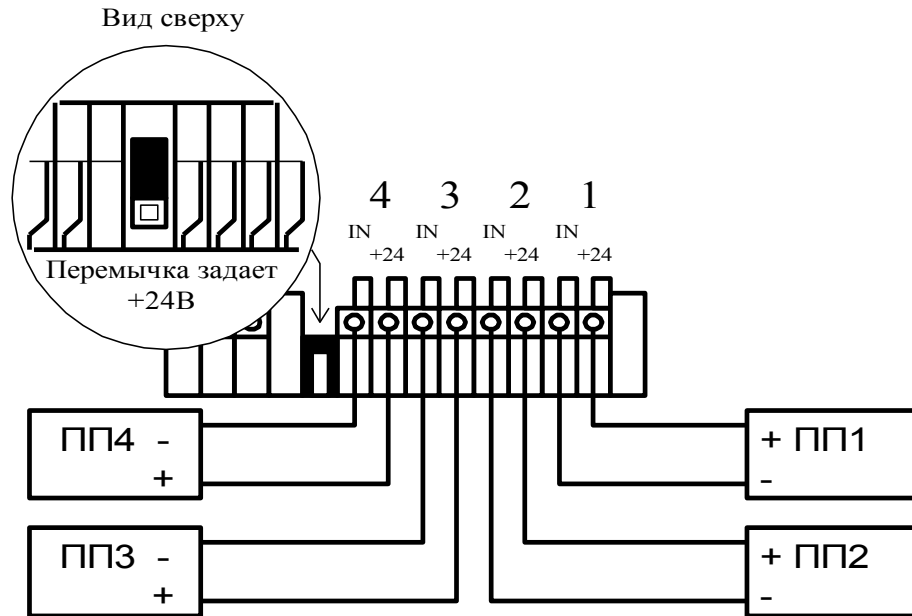 Вид сверху
Перемычка задает
+24В
4 3 2 1
IN IN IN IN
+24 +24 +24 +24
ПП4 -
+
+ ПП1
-
ПП3 -
+
+ ПП2
-